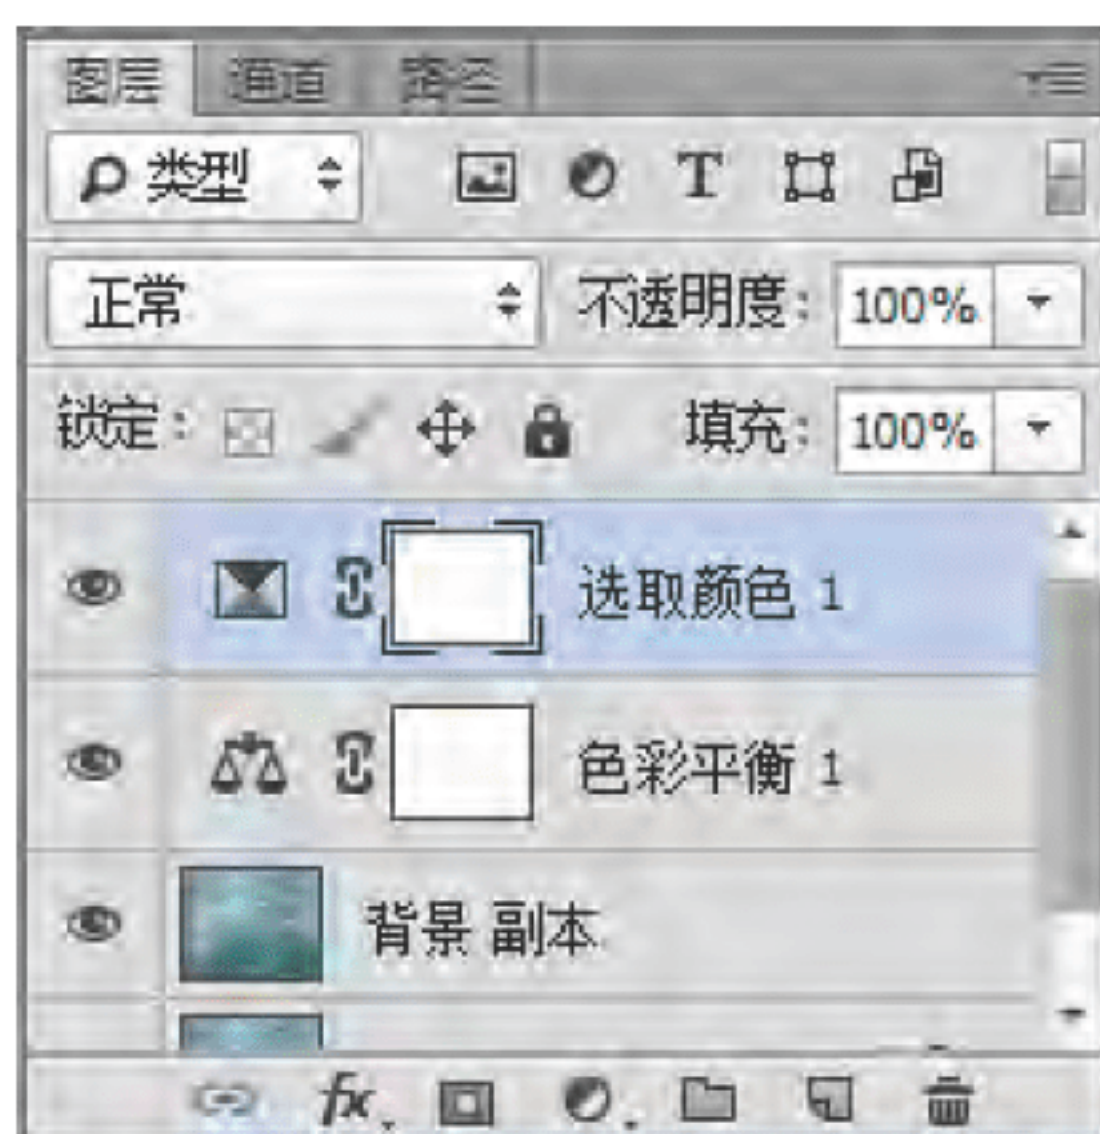 图层 通道 路径
类型 T
正常 不透明度: 100%
锁定: 填充: 100%
选取颜色 1
色彩平衡 1
背景 副本
fx